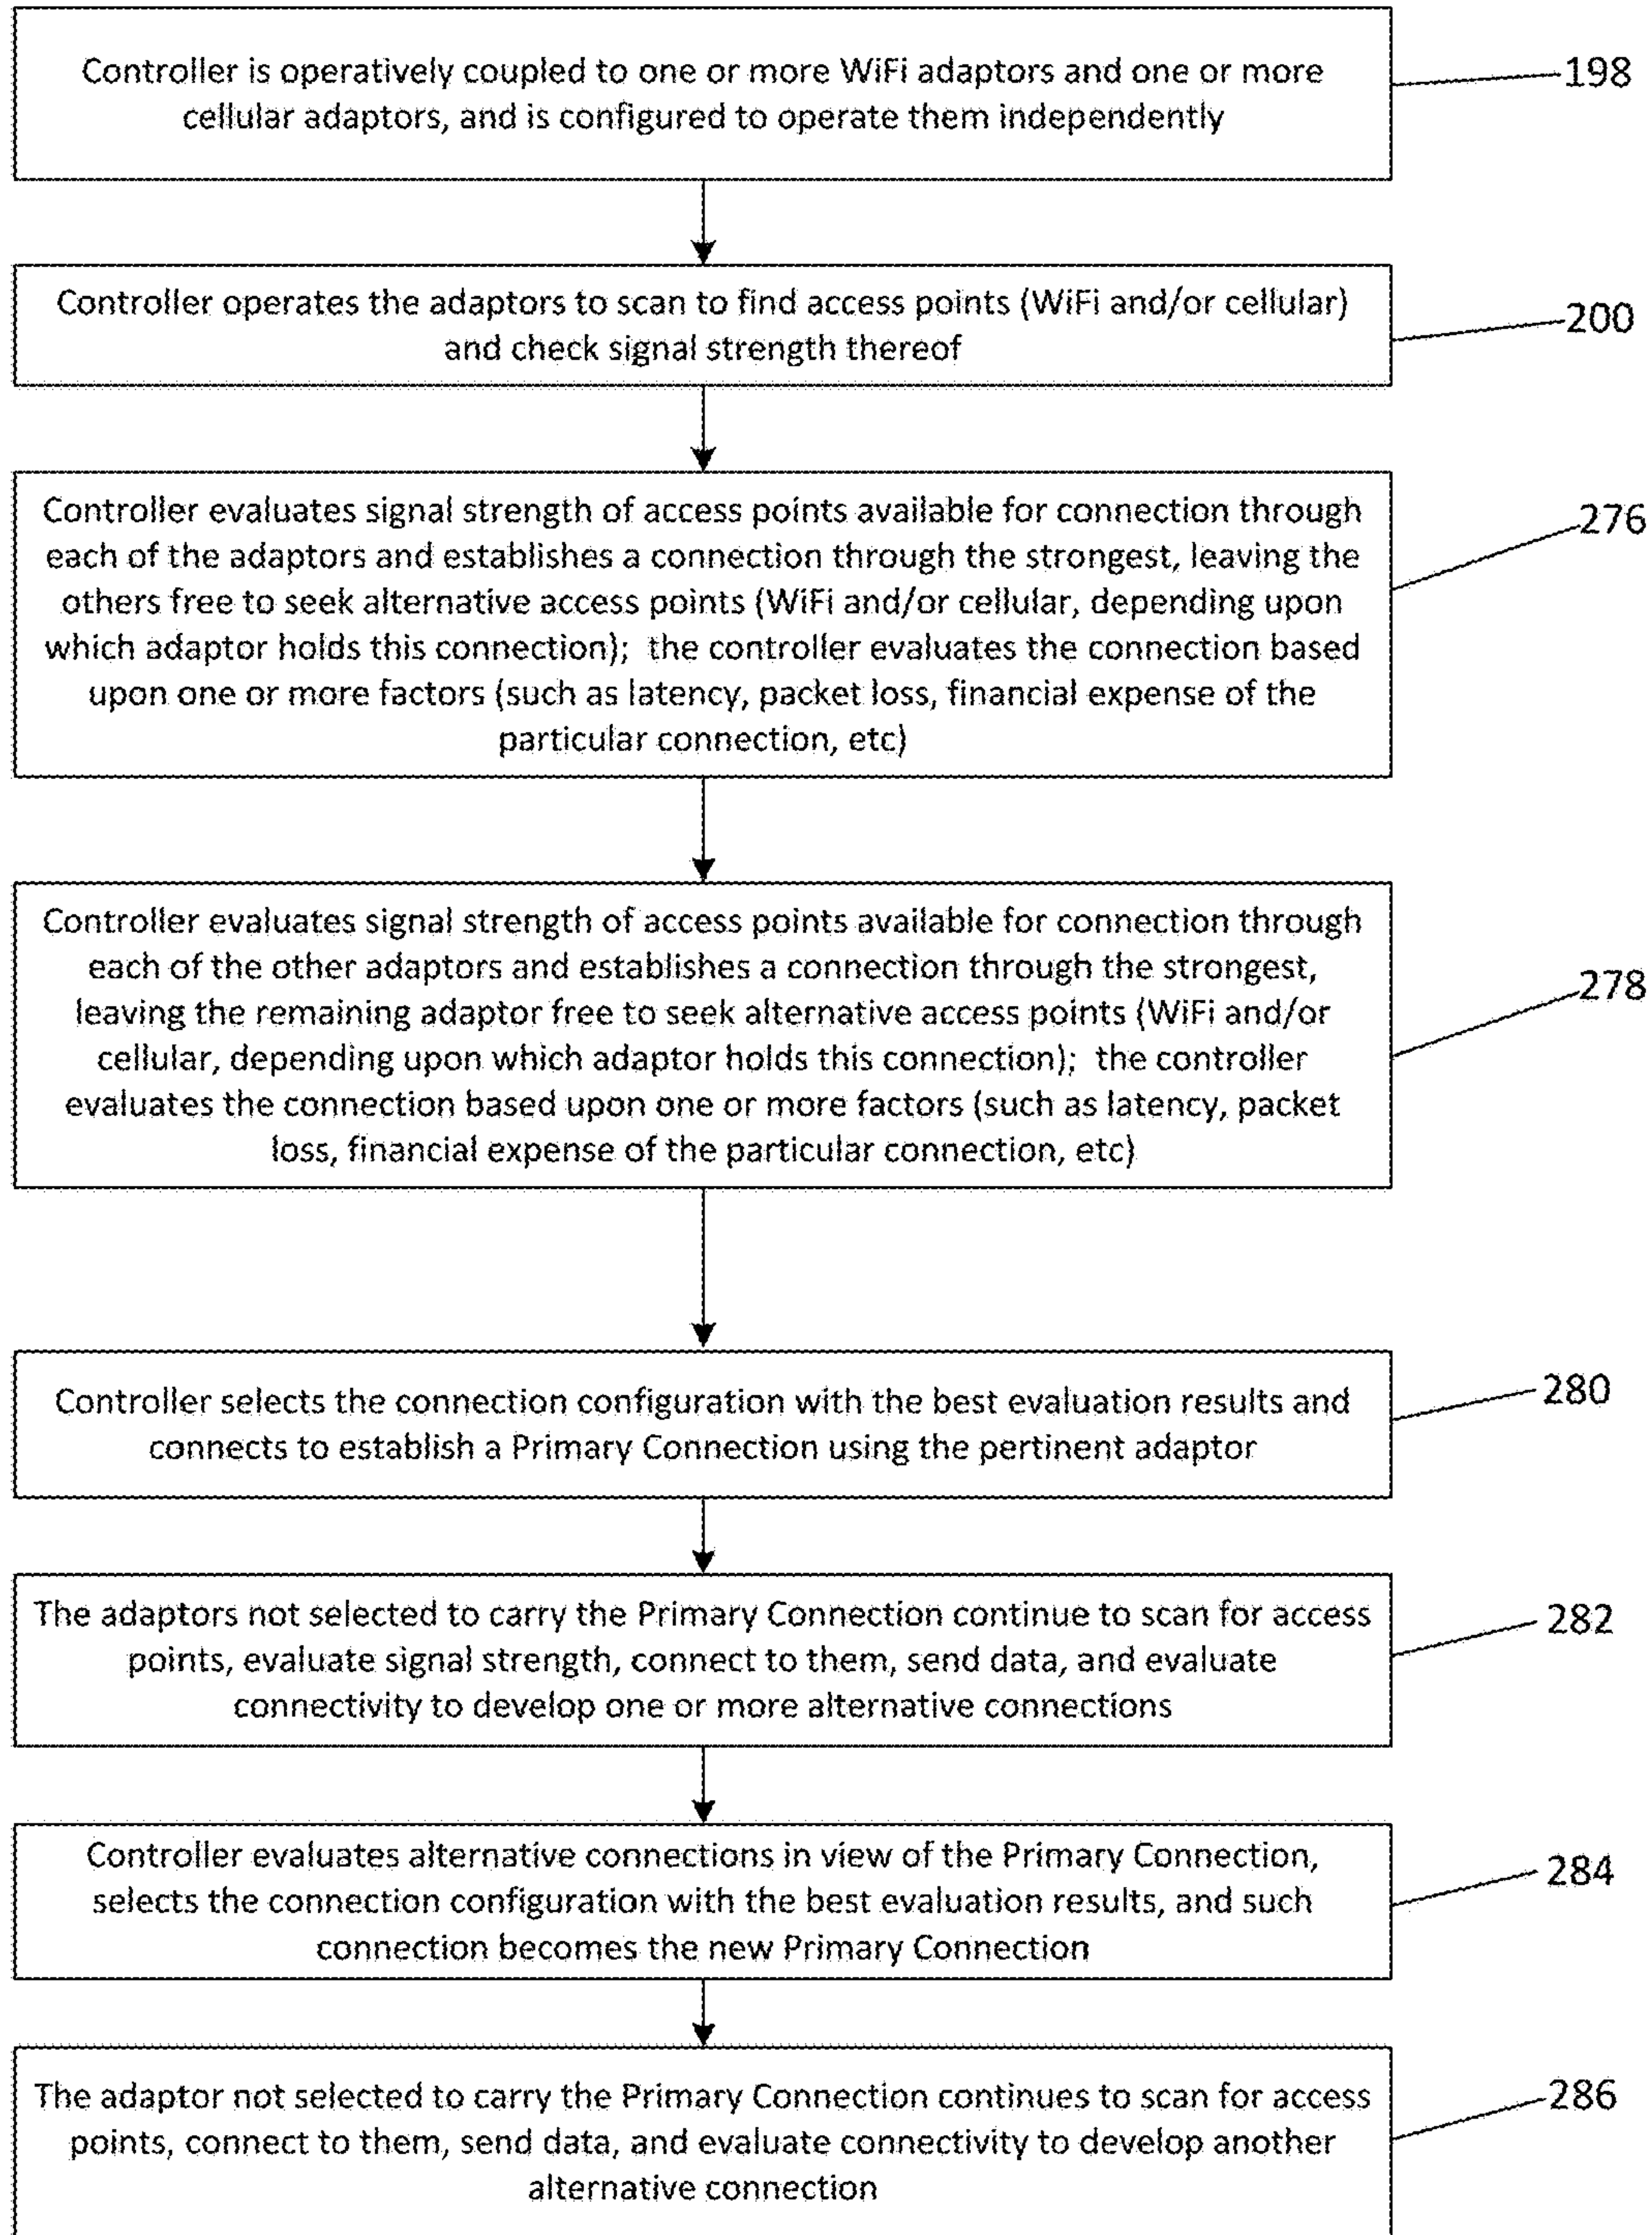 Controller is operatively coupled to one or more WiFi adaptors and one or more
cellular adaptors, and is configured to operate them independently
198
Controller operates the adaptors to scan to find access points (WiFi and/or cellular)
and check signal strength thereof
200
Controller evaluates signal strength of access points available for connection through
each of the adaptors and establishes a connection through the strongest, leaving the
others free to seek alternative access points (WiFi and/or cellular, depending upon
which adaptor holds this connection); the controller evaluates the connection based
upon one or more factors (such as latency, packet loss, financial expense of the
particular connection, etc)
276
Controller evaluates signal strength of access points available for connection through
each of the other adaptors and establishes a connection through the strongest,
leaving the remaining adaptor free to seek alternative access points (WiFi and/or
cellular, depending upon which adaptor holds this connection); the controller
evaluates the connection based upon one or more factors (such as latency, packet
loss, financial expense of the particular connection, etc)
278
Controller selects the connection configuration with the best evaluation results and
connects to establish a Primary Connection using the pertinent adaptor
280
The adaptors not selected to carry the Primary Connection continue to scan for access
points, evaluate signal strength, connect to them, send data, and evaluate
connectivity to develop one or more alternative connections
282
Controller evaluates alternative connections in view of the Primary Connection,
selects the connection configuration with the best evaluation results, and such
connection becomes the new Primary Connection
284
The adaptor not selected to carry the Primary Connection continues to scan for access
points, connect to them, send data, and evaluate connectivity to develop another
alternative connection
286